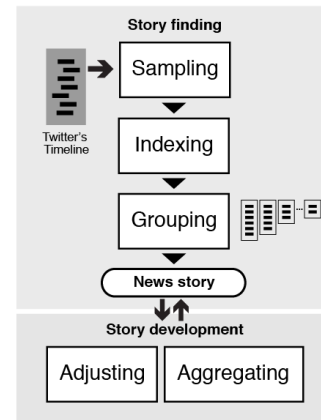 Story finding
Sampling
Twitter's
Timeline
Indexing
Grouping
News story
Story development
Adjusting
Aggregating